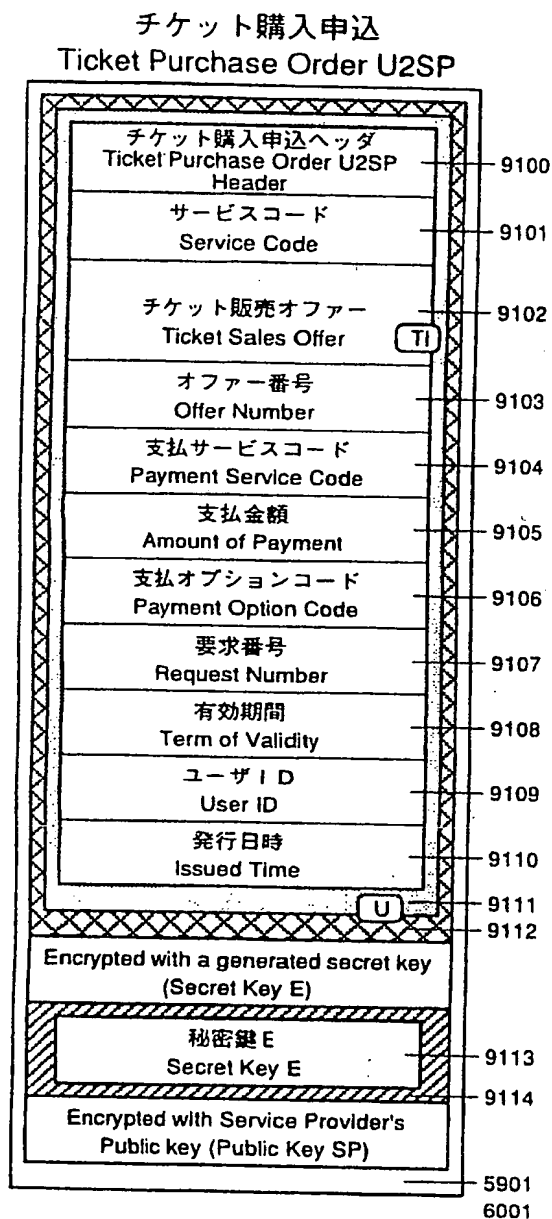 チケット購入申込
Ticket Purchase Order U2SP
チケット購入申込ヘッダ
Ticket Purchase Order U2SP
Header
9100
サービスコード
Service Code
9101
チケット販売オファー
Ticket Sales Offer
TI
9102
オファー番号
Offer Number
9103
支払サービスコード
Payment Service Code
9104
支払金額
Amount of Payment
9105
支払オプションコード
Payment Option Code
9106
要求番号
Request Number
9107
有効期間
Term of Validity
9108
ユーザID
User ID
9109
発行日時
Issued Time
9110
U
9111
9112
Encrypted with a generated secret key
(Secret Key E)
秘密鍵E
Secret Key E
9113
9114
Encrypted with Service Provider's
Public key (Public Key SP)
5901
6001